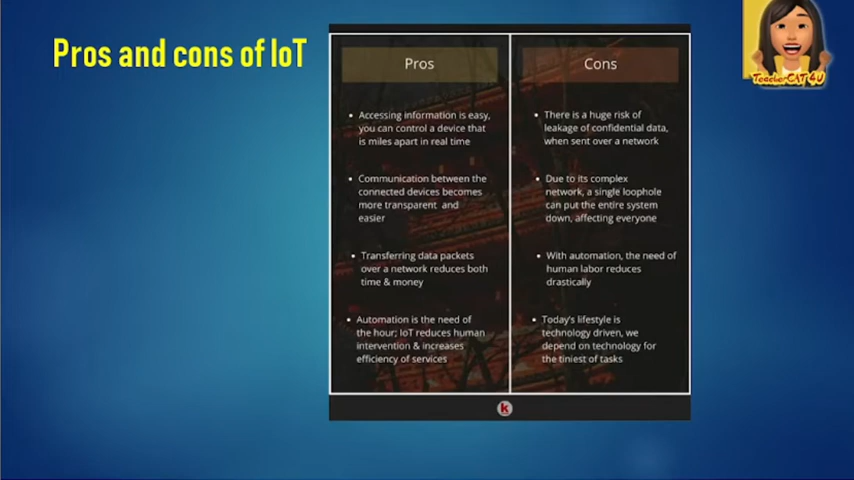 Pros and cons of IoT
TeacherCAT4U
Pros
Accessing information is easy,
you can control a device that
is miles apart in real time
Communication between the
connected devices becomes
more transparent and
easier
Transferring data packets
over a network reduces both
time & money
Automation is the need of
the hour; IoT reduces human
intervention & increases
efficiency of services
Cons
There is a huge risk of
leakage of confidential data,
when sent over a network
Due to its complex
network, a single loophole
can put the entire system
down, affecting everyone
With automation, the need of
human labor reduces
drastically
Today's lifestyle is
technology driven, we
depend on technology for
the tiniest of tasks
k